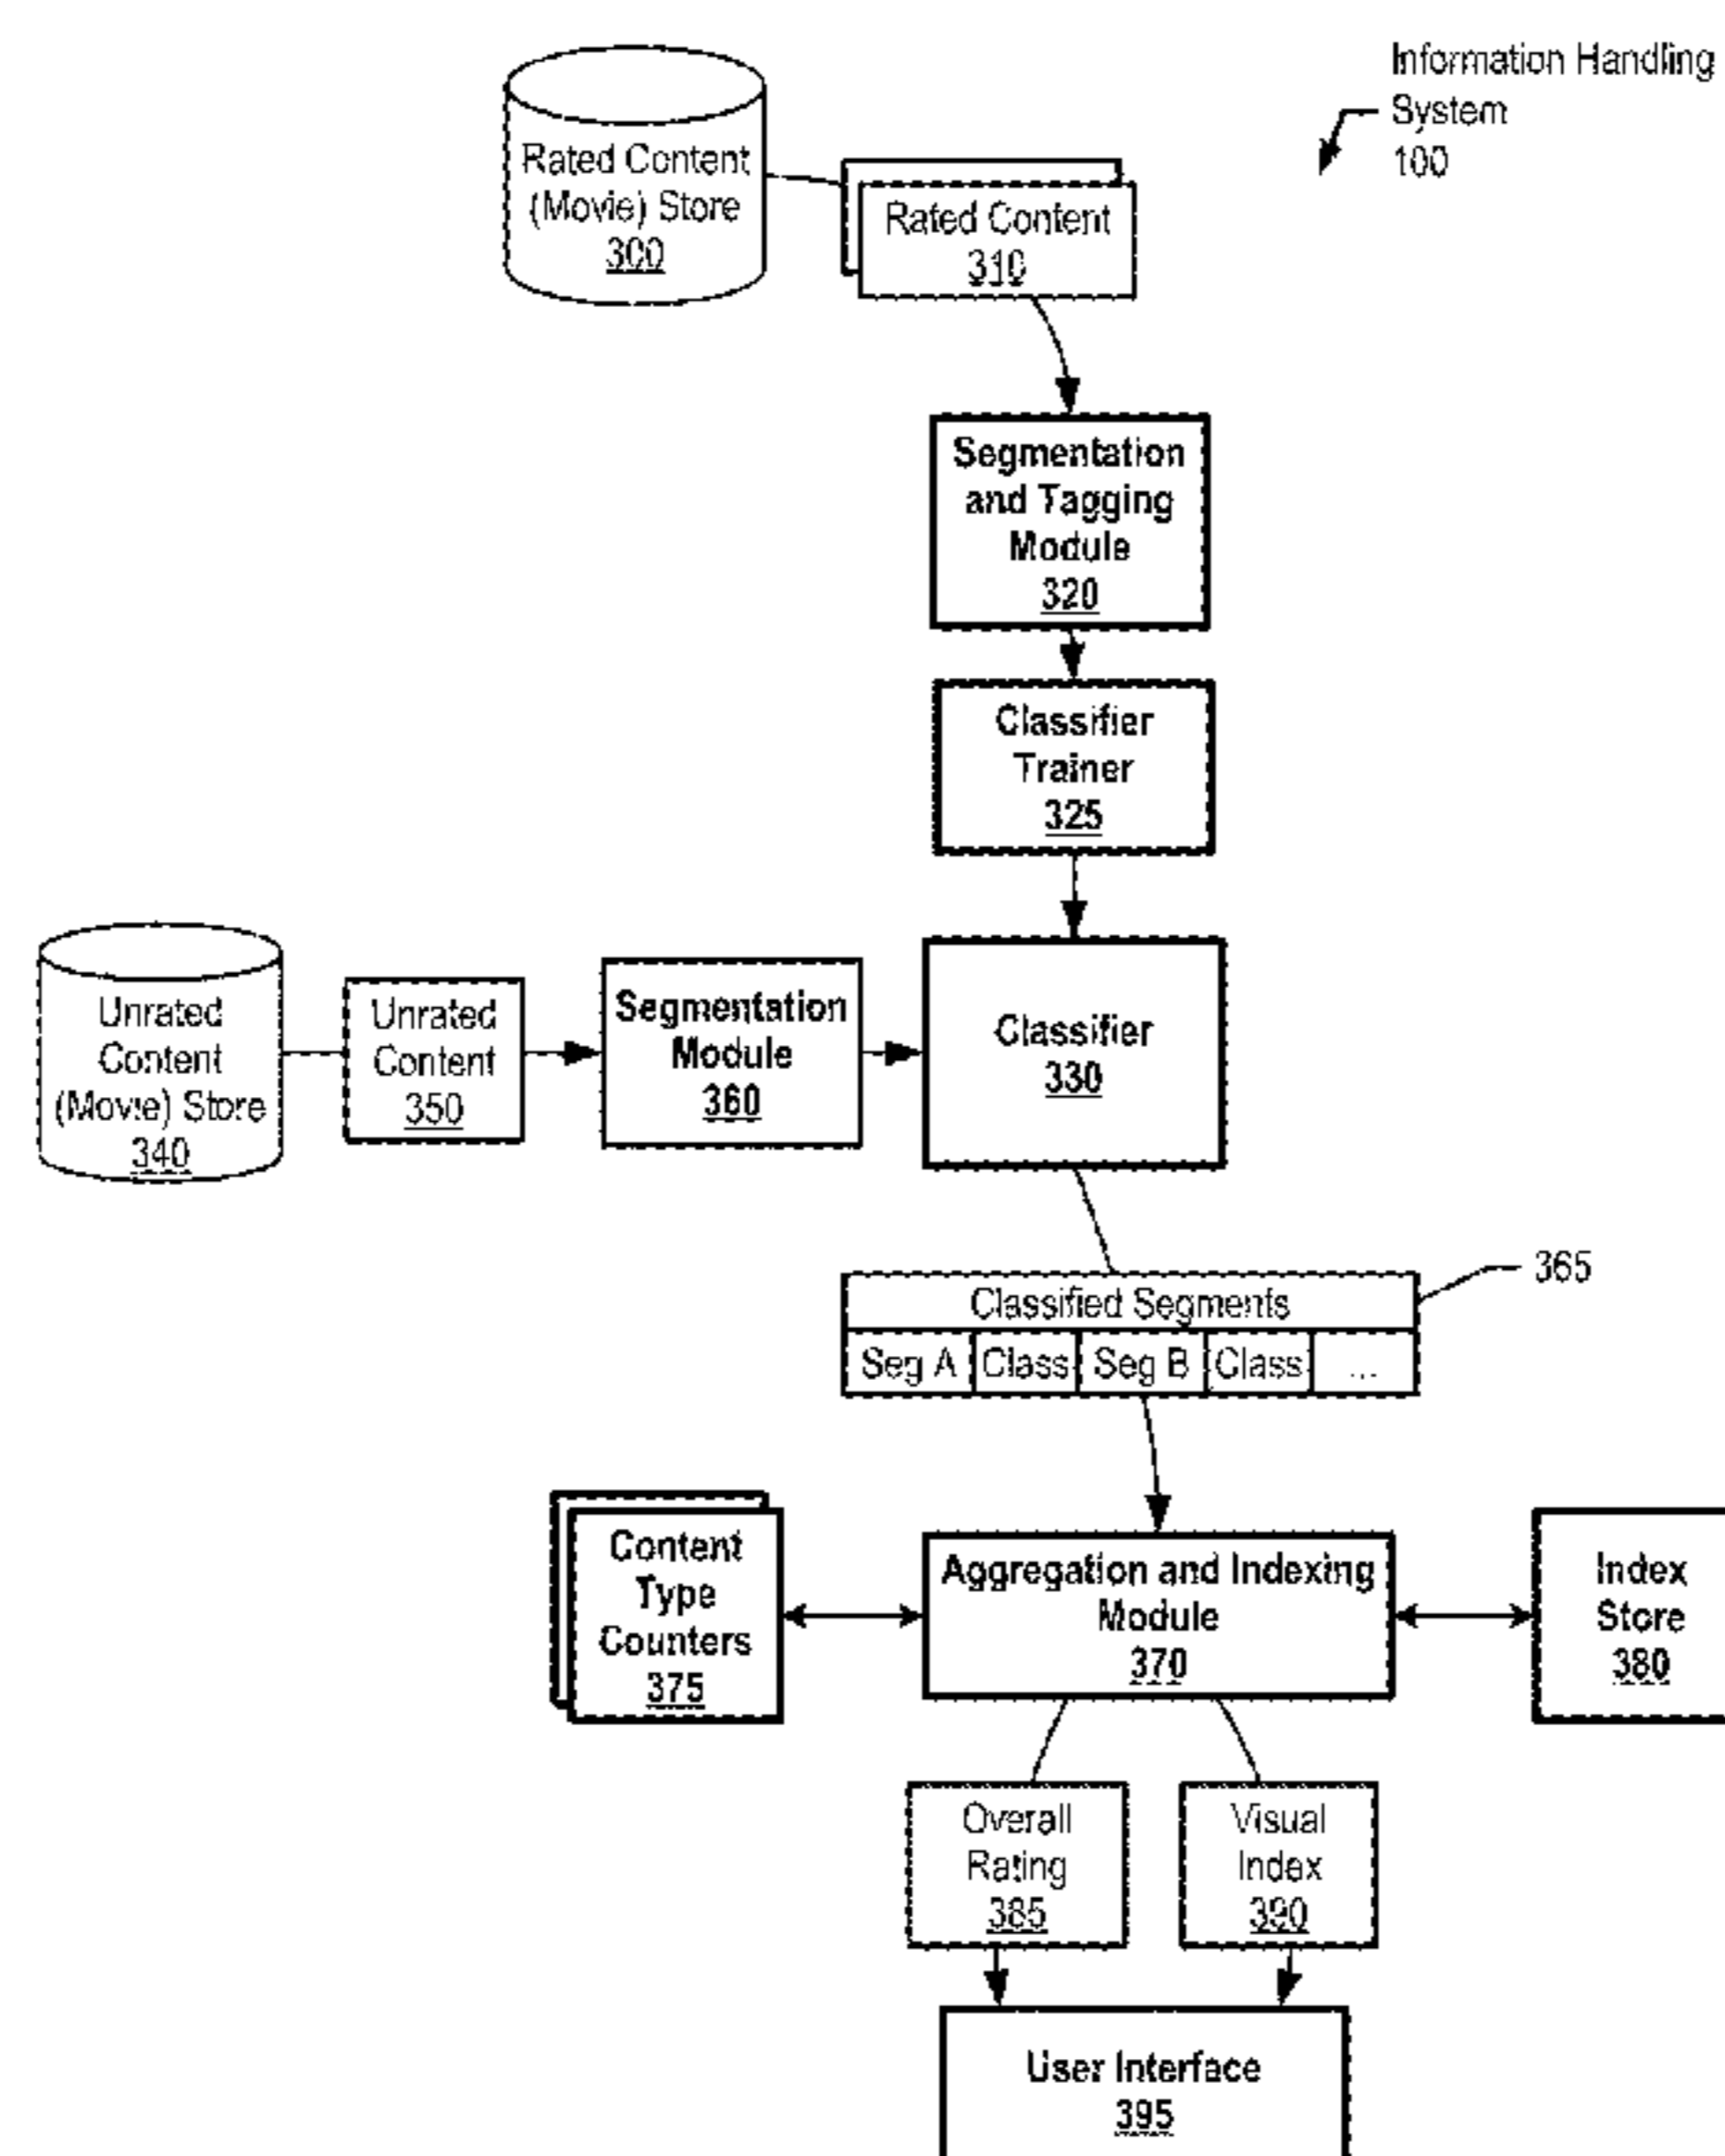 Information Handling
System
100
Rated Content
(Movie) Store
300
Rated Content
310
Segmentation
and Tagging
Module
320
Classifier
Trainer
325
Unrated
Content
(Movie) Store
340
Unrated
Content
350
Segmentation
Module
360
Classifier
330
365
Classified Segments
Seg A Class Seg B Class ...
Content
Type
Counters
375
Aggregation and Indexing
Module
370
Index
Store
380
Overall
Rating
385
Visual
Index
390
User Interface
395